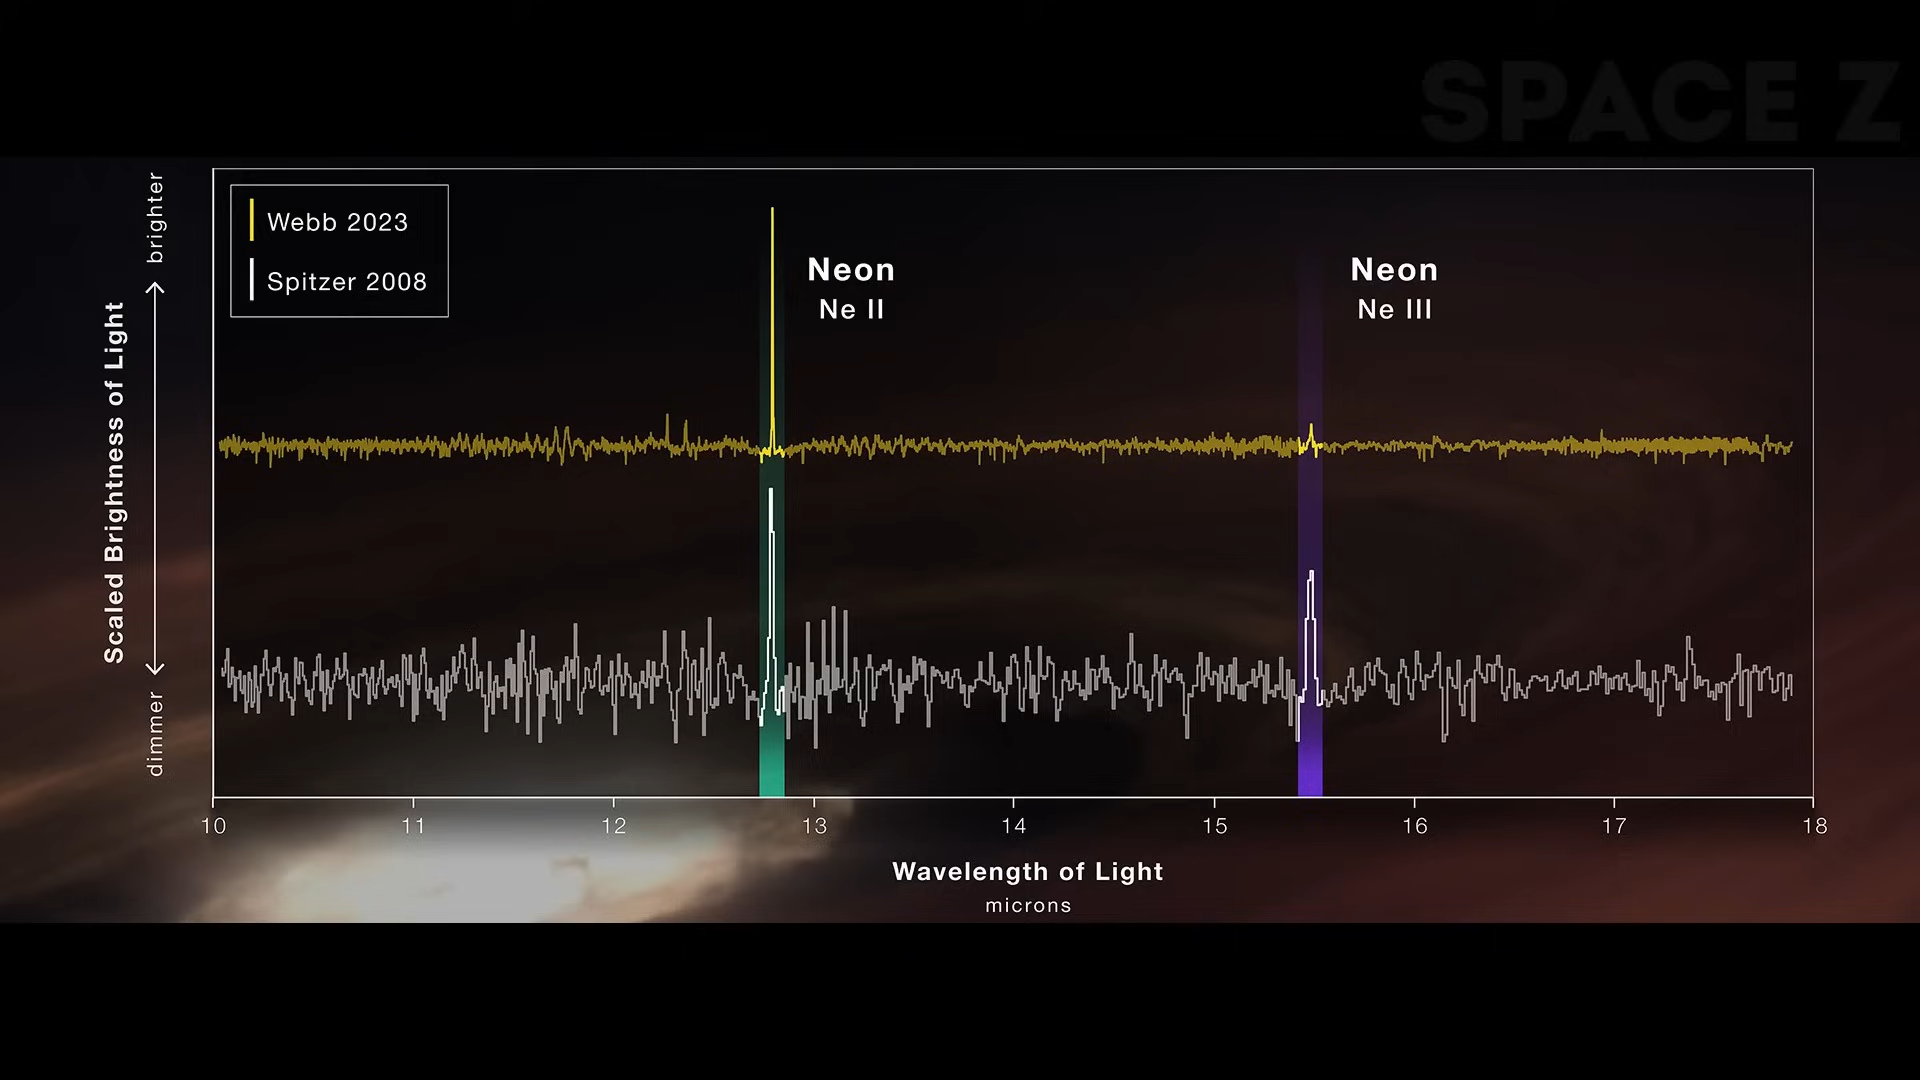 SPACE Z
Webb 2023
Spitzer 2008
Neon
Ne II
Neon
Ne III
brighter
Scaled Brightness of Light
dimmer
10 11 12 13 14 15 16 17 18
Wavelength of Light
microns